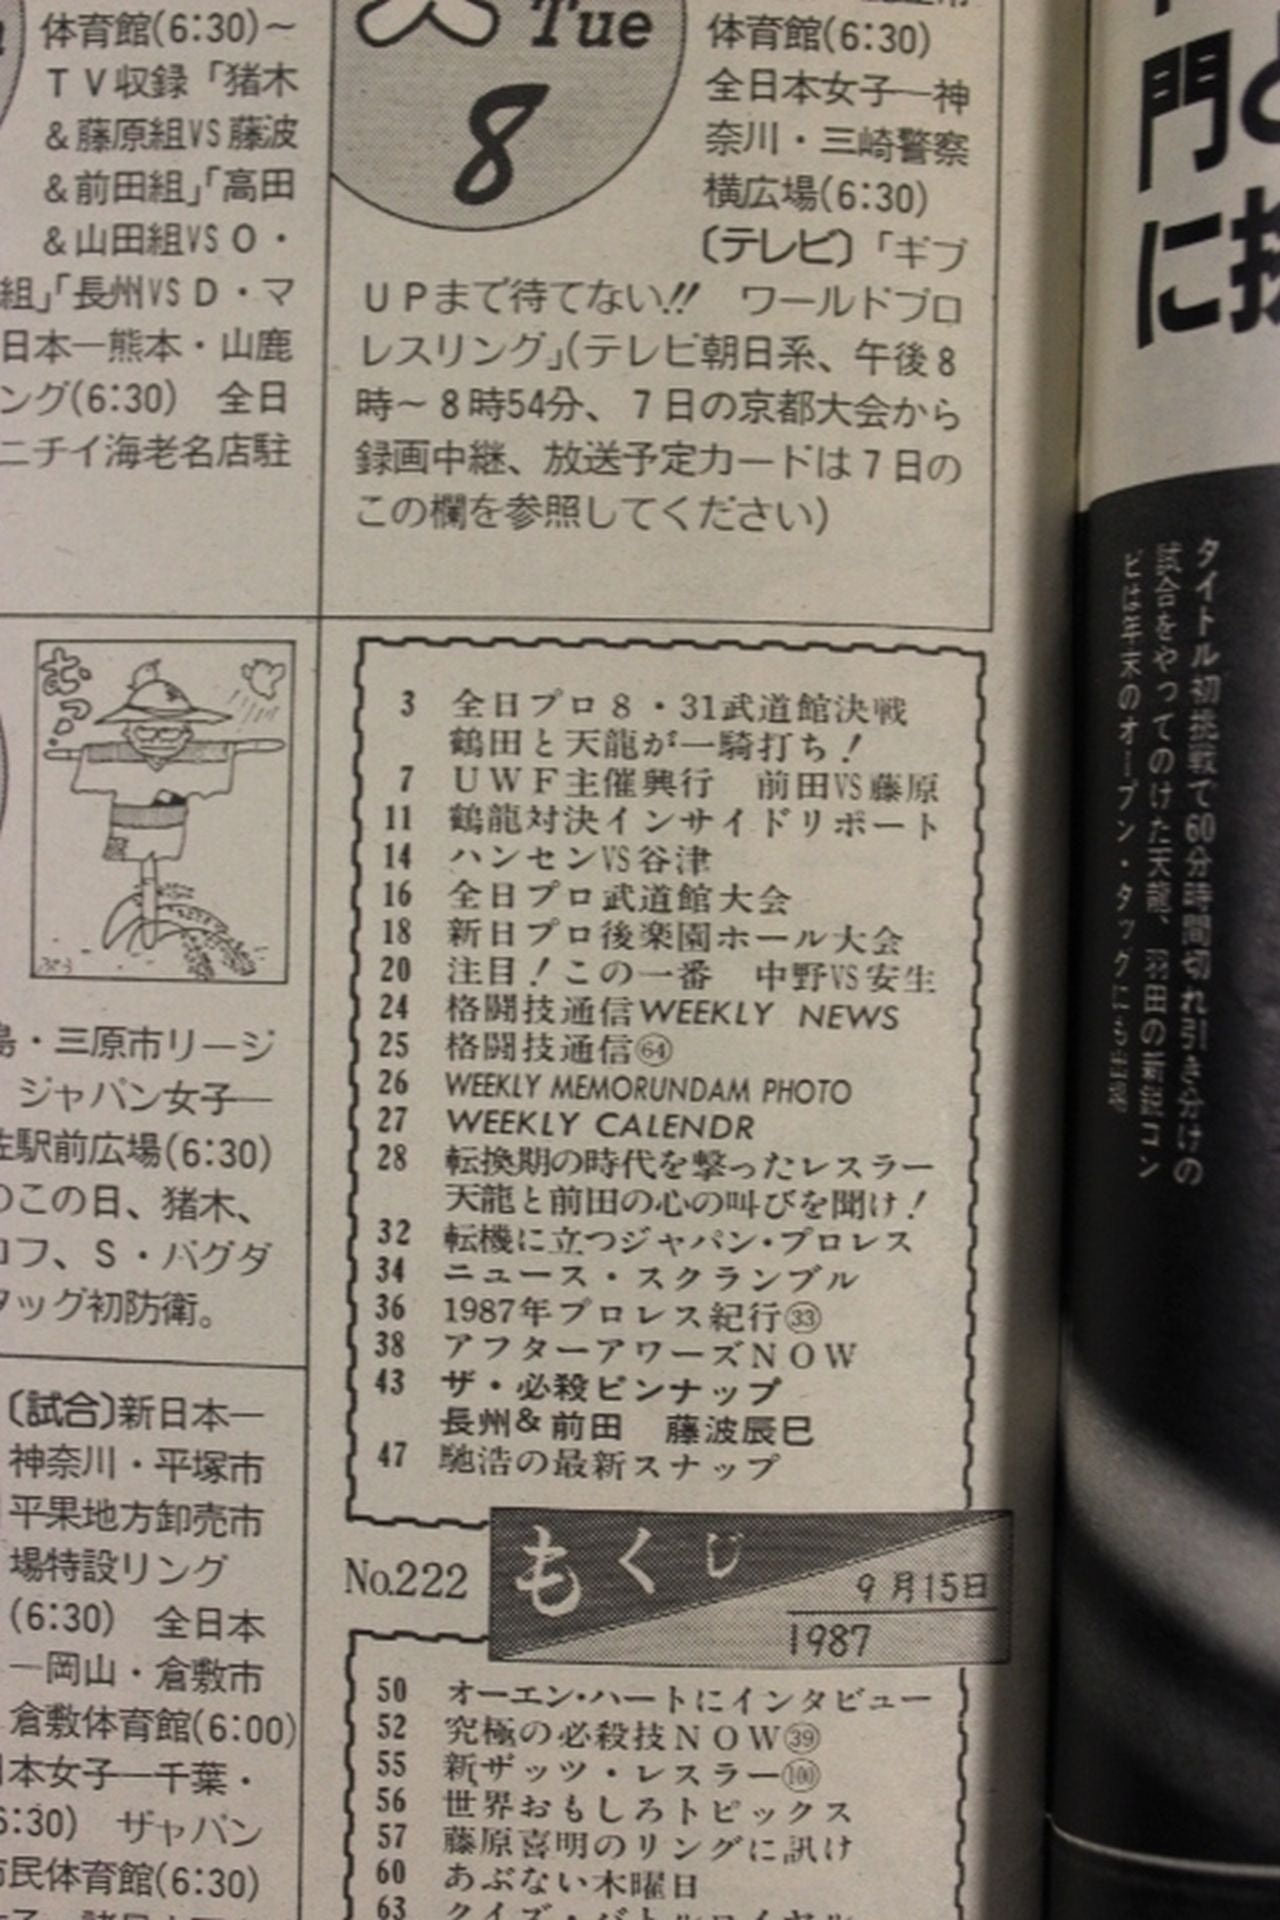 体育館(6:30)～
ＴＶ収録「猪木
＆藤原組VS藤波
＆前田組」「高田
＆山田組VSＯ・
組」「長州VSＤ・マ
日本―熊本・山鹿
ング(6:30)　全日
ニチイ海老名店駐
火 Tue
8
体育館(6:30)
全日本女子―神
奈川・三崎警察
横広場(6:30)
〔テレビ〕「ギブ
ＵＰまで待てない!!　ワールドプロ
レスリング」(テレビ朝日系、午後８
時～８時54分、７日の京都大会から
録画中継、放送予定カードは７日の
この欄を参照してください)
むっ…
島・三原市リージ
ジャパン女子―
佐駅前広場(6:30)
のこの日、猪木、
コフ、Ｓ・バグダ
タッグ初防衛。
〔試合〕新日本―
神奈川・平塚市
平果地方卸売市
場特設リング
(6:30)　全日本
―岡山・倉敷市
倉敷体育館(6:00)
日本女子―千葉・
6:30)　ジャパン
市民体育館(6:30)
3 全日プロ８・31武道館決戦
鶴田と天龍が一騎打ち！
7 ＵＷＦ主催興行　前田VS藤原
11 鶴龍対決インサイドリポート
14 ハンセンVS谷津
16 全日プロ武道館大会
18 新日プロ後楽園ホール大会
20 注目！この一番　中野VS安生
24 格闘技通信WEEKLY NEWS
25 格闘技通信64
26 WEEKLY MEMORUNDAM PHOTO
27 WEEKLY CALENDR
28 転換期の時代を撃ったレスラー
天龍と前田の心の叫びを聞け！
32 転機に立つジャパン・プロレス
34 ニュース・スクランブル
36 1987年プロレス紀行㉝
38 アフターアワーズＮＯＷ
43 ザ・必殺ピンナップ
長州＆前田　藤波辰巳
47 馳浩の最新スナップ
No.222
もくじ
9月15日
1987
50 オーエン・ハートにインタビュー
52 究極の必殺技ＮＯＷ㊴
55 新ザッツ・レスラー100
56 世界おもしろトピックス
57 藤原喜明のリングに訊け
60 あぶない木曜日
63 クイズ・バトルロイヤル
門と
に挑
タイトル初挑戦で60分時間切れ引き分けの
試合をやってのけた天龍、羽田の新鋭コン
ビは年末のオープン・タッグにも出場